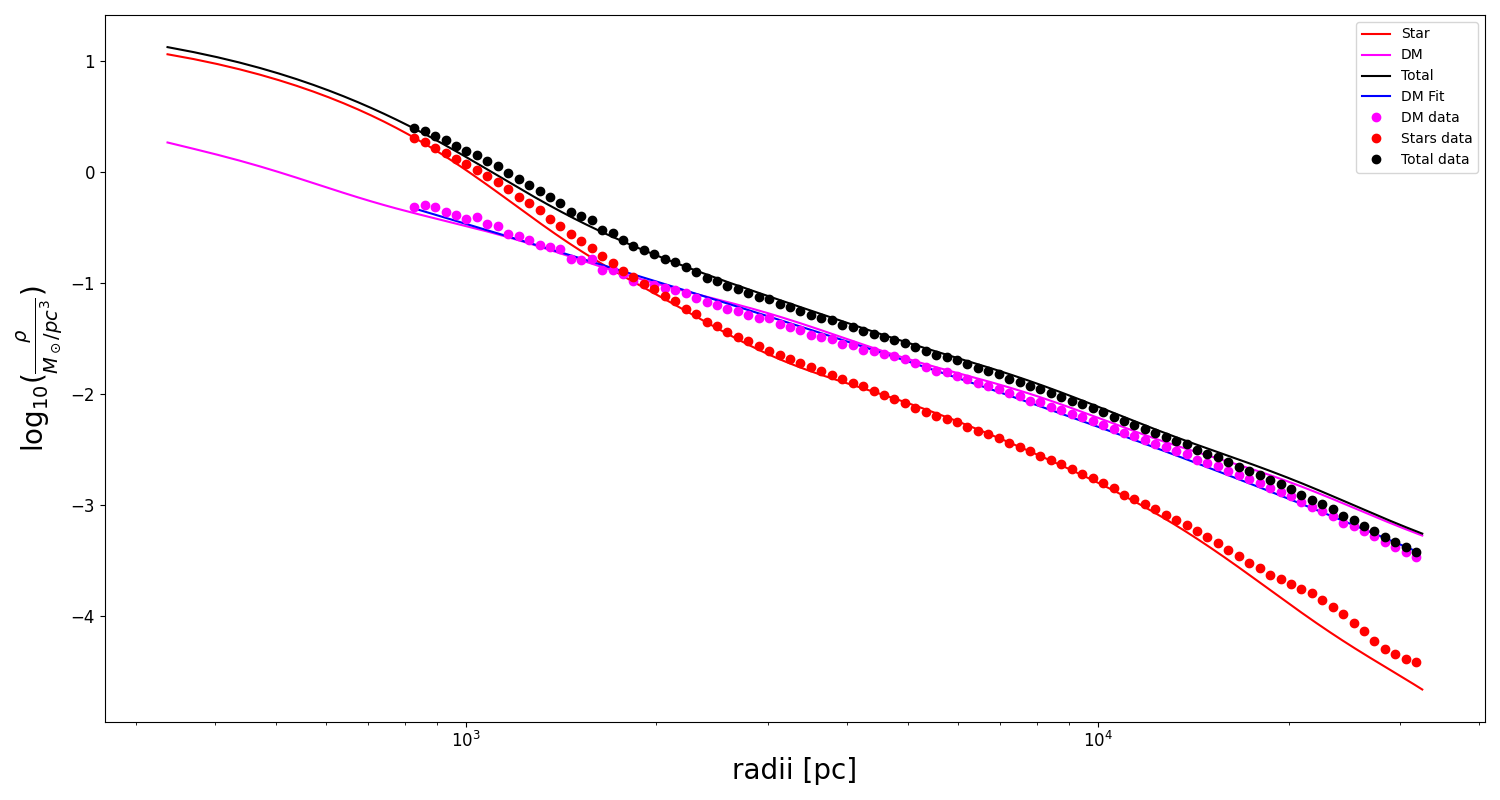 Star
DM
Total
DM Fit
DM data
Stars data
Total data
1
0
−1
−2
−3
−4
log₁₀(ρ / M⊙/pc³)
10³
10⁴
radii [pc]